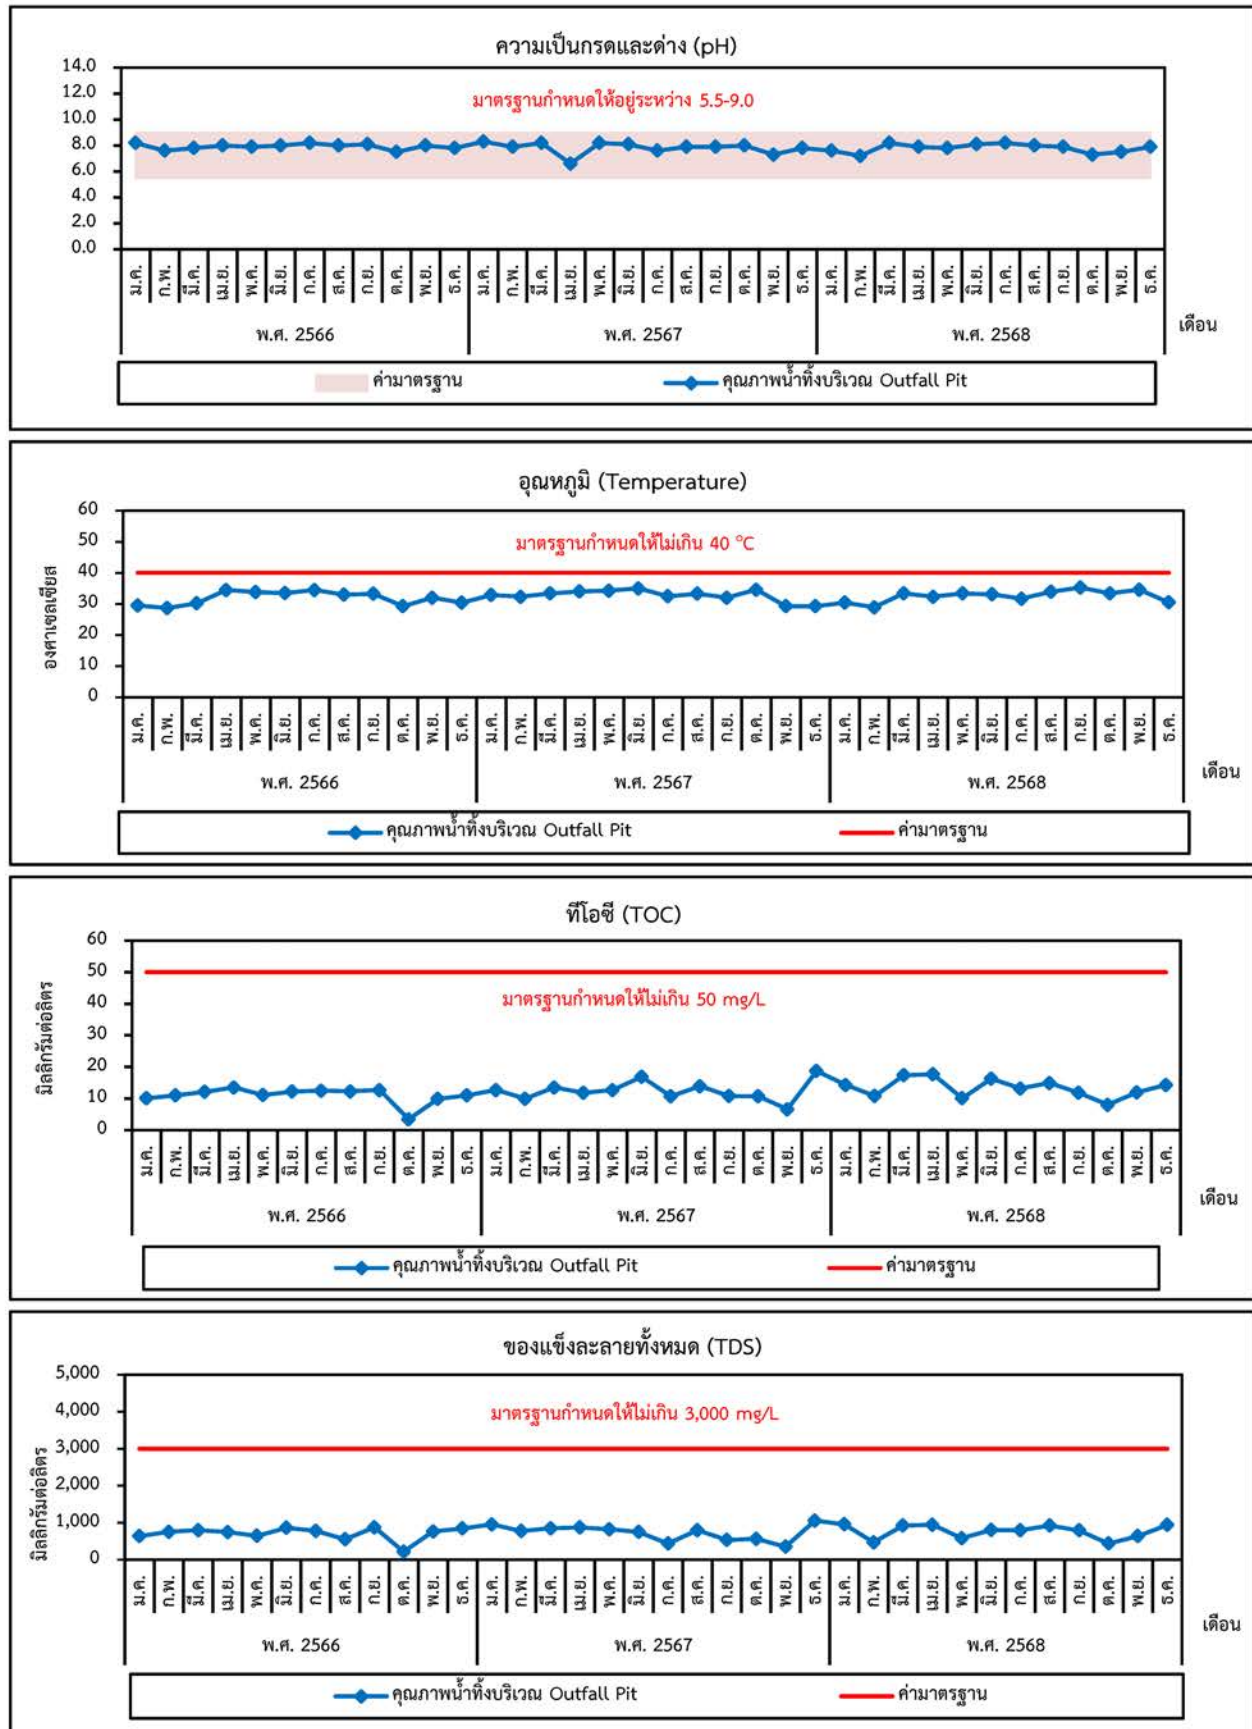 ความเป็นกรดและด่าง (pH)
14.0
12.0
10.0
8.0
6.0
4.0
2.0
0.0
มาตรฐานกำหนดให้อยู่ระหว่าง 5.5-9.0
ม.ค. ก.พ. มี.ค. เม.ย. พ.ค. มิ.ย. ก.ค. ส.ค. ก.ย. ต.ค. พ.ย. ธ.ค. ม.ค. ก.พ. มี.ค. เม.ย. พ.ค. มิ.ย. ก.ค. ส.ค. ก.ย. ต.ค. พ.ย. ธ.ค. ม.ค. ก.พ. มี.ค. เม.ย. พ.ค. มิ.ย. ก.ค. ส.ค. ก.ย. ต.ค. พ.ย. ธ.ค.
พ.ศ. 2566 พ.ศ. 2567 พ.ศ. 2568
เดือน
ค่ามาตรฐาน คุณภาพน้ำทิ้งบริเวณ Outfall Pit
อุณหภูมิ (Temperature)
องศาเซลเซียส
60
50
40
30
20
10
0
มาตรฐานกำหนดให้ไม่เกิน 40 °C
ม.ค. ก.พ. มี.ค. เม.ย. พ.ค. มิ.ย. ก.ค. ส.ค. ก.ย. ต.ค. พ.ย. ธ.ค. ม.ค. ก.พ. มี.ค. เม.ย. พ.ค. มิ.ย. ก.ค. ส.ค. ก.ย. ต.ค. พ.ย. ธ.ค. ม.ค. ก.พ. มี.ค. เม.ย. พ.ค. มิ.ย. ก.ค. ส.ค. ก.ย. ต.ค. พ.ย. ธ.ค.
พ.ศ. 2566 พ.ศ. 2567 พ.ศ. 2568
เดือน
คุณภาพน้ำทิ้งบริเวณ Outfall Pit ค่ามาตรฐาน
ทีโอซี (TOC)
มิลลิกรัมต่อลิตร
60
50
40
30
20
10
0
มาตรฐานกำหนดให้ไม่เกิน 50 mg/L
ม.ค. ก.พ. มี.ค. เม.ย. พ.ค. มิ.ย. ก.ค. ส.ค. ก.ย. ต.ค. พ.ย. ธ.ค. ม.ค. ก.พ. มี.ค. เม.ย. พ.ค. มิ.ย. ก.ค. ส.ค. ก.ย. ต.ค. พ.ย. ธ.ค. ม.ค. ก.พ. มี.ค. เม.ย. พ.ค. มิ.ย. ก.ค. ส.ค. ก.ย. ต.ค. พ.ย. ธ.ค.
พ.ศ. 2566 พ.ศ. 2567 พ.ศ. 2568
เดือน
คุณภาพน้ำทิ้งบริเวณ Outfall Pit ค่ามาตรฐาน
ของแข็งละลายทั้งหมด (TDS)
มิลลิกรัมต่อลิตร
5,000
4,000
3,000
2,000
1,000
0
มาตรฐานกำหนดให้ไม่เกิน 3,000 mg/L
ม.ค. ก.พ. มี.ค. เม.ย. พ.ค. มิ.ย. ก.ค. ส.ค. ก.ย. ต.ค. พ.ย. ธ.ค. ม.ค. ก.พ. มี.ค. เม.ย. พ.ค. มิ.ย. ก.ค. ส.ค. ก.ย. ต.ค. พ.ย. ธ.ค. ม.ค. ก.พ. มี.ค. เม.ย. พ.ค. มิ.ย. ก.ค. ส.ค. ก.ย. ต.ค. พ.ย. ธ.ค.
พ.ศ. 2566 พ.ศ. 2567 พ.ศ. 2568
เดือน
คุณภาพน้ำทิ้งบริเวณ Outfall Pit ค่ามาตรฐาน